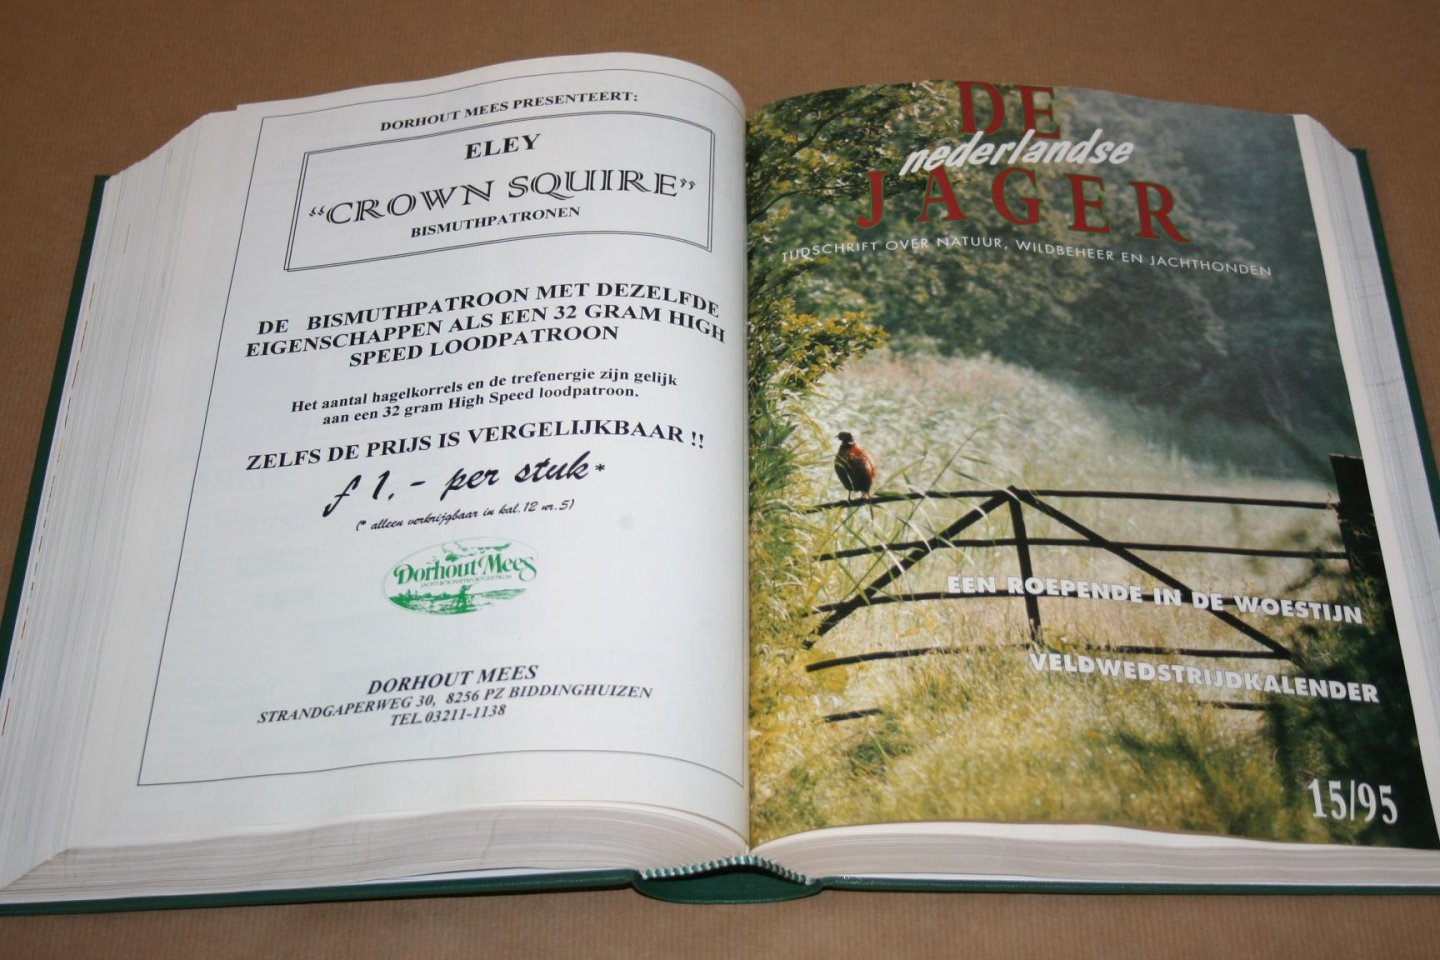 DORHOUT MEES PRESENTEERT:
ELEY
“CROWN SQUIRE”
BISMUTHPATRONEN
DE BISMUTHPATROON MET DEZELFDE
EIGENSCHAPPEN ALS EEN 32 GRAM HIGH
SPEED LOODPATROON
Het aantal hagelkorrels en de trefenergie zijn gelijk
aan een 32 gram High Speed loodpatroon.
ZELFS DE PRIJS IS VERGELIJKBAAR !!
ƒ 1,- per stuk*
(* alleen verkrijgbaar in kal.12 nr.5)
Dorhout Mees
JACHT & SCHIETSPORTCENTRUM
DORHOUT MEES
STRANDGAPERWEG 30, 8256 PZ BIDDINGHUIZEN
TEL.03211-1138
DE
nederlandse
JAGER
TIJDSCHRIFT OVER NATUUR, WILDBEHEER EN JACHTHONDEN
EEN ROEPENDE IN DE WOESTIJN
VELDWEDSTRIJDKALENDER
15/95